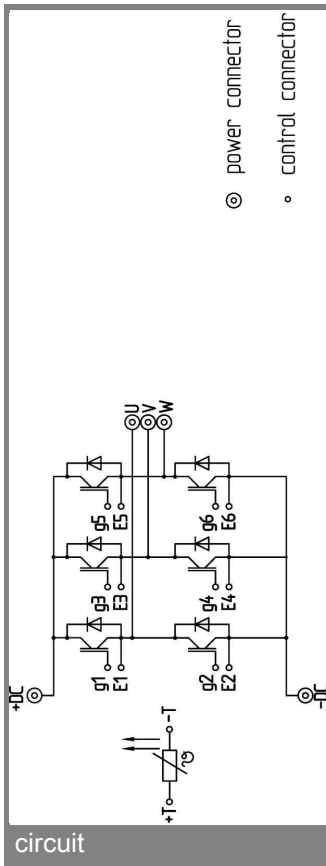 power connector
control connector
U
V
W
g5
E5
g6
E6
g3
E3
g4
E4
g1
E1
g2
E2
+DC
-DC
-T
ϑ
+T
circuit